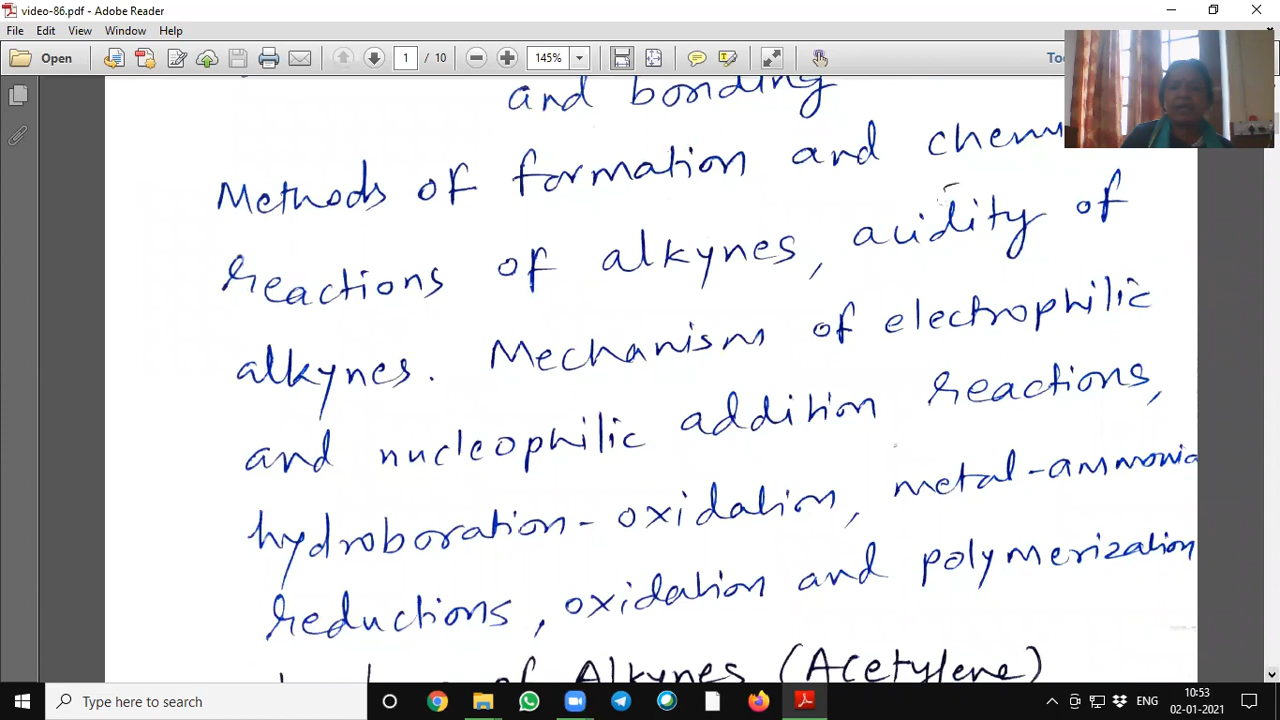 video-86.pdf - Adobe Reader
File Edit View Window Help
Open 1 / 10 145%
and bonding
Methods of formation and
reactions of alkynes, acidity of
alkynes. Mechanism of electrophilic
and nucleophilic addition reactions,
hydroboration-oxidation, metal-ammonia
reductions, oxidation and polymerization
of Alkynes (Acetylene)
Type here to search
ENG
10:53
02-01-2021